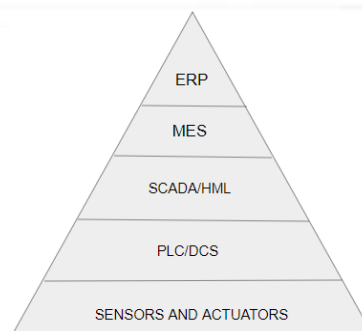 ERP
MES
SCADA/HML
PLC/DCS
SENSORS AND ACTUATORS